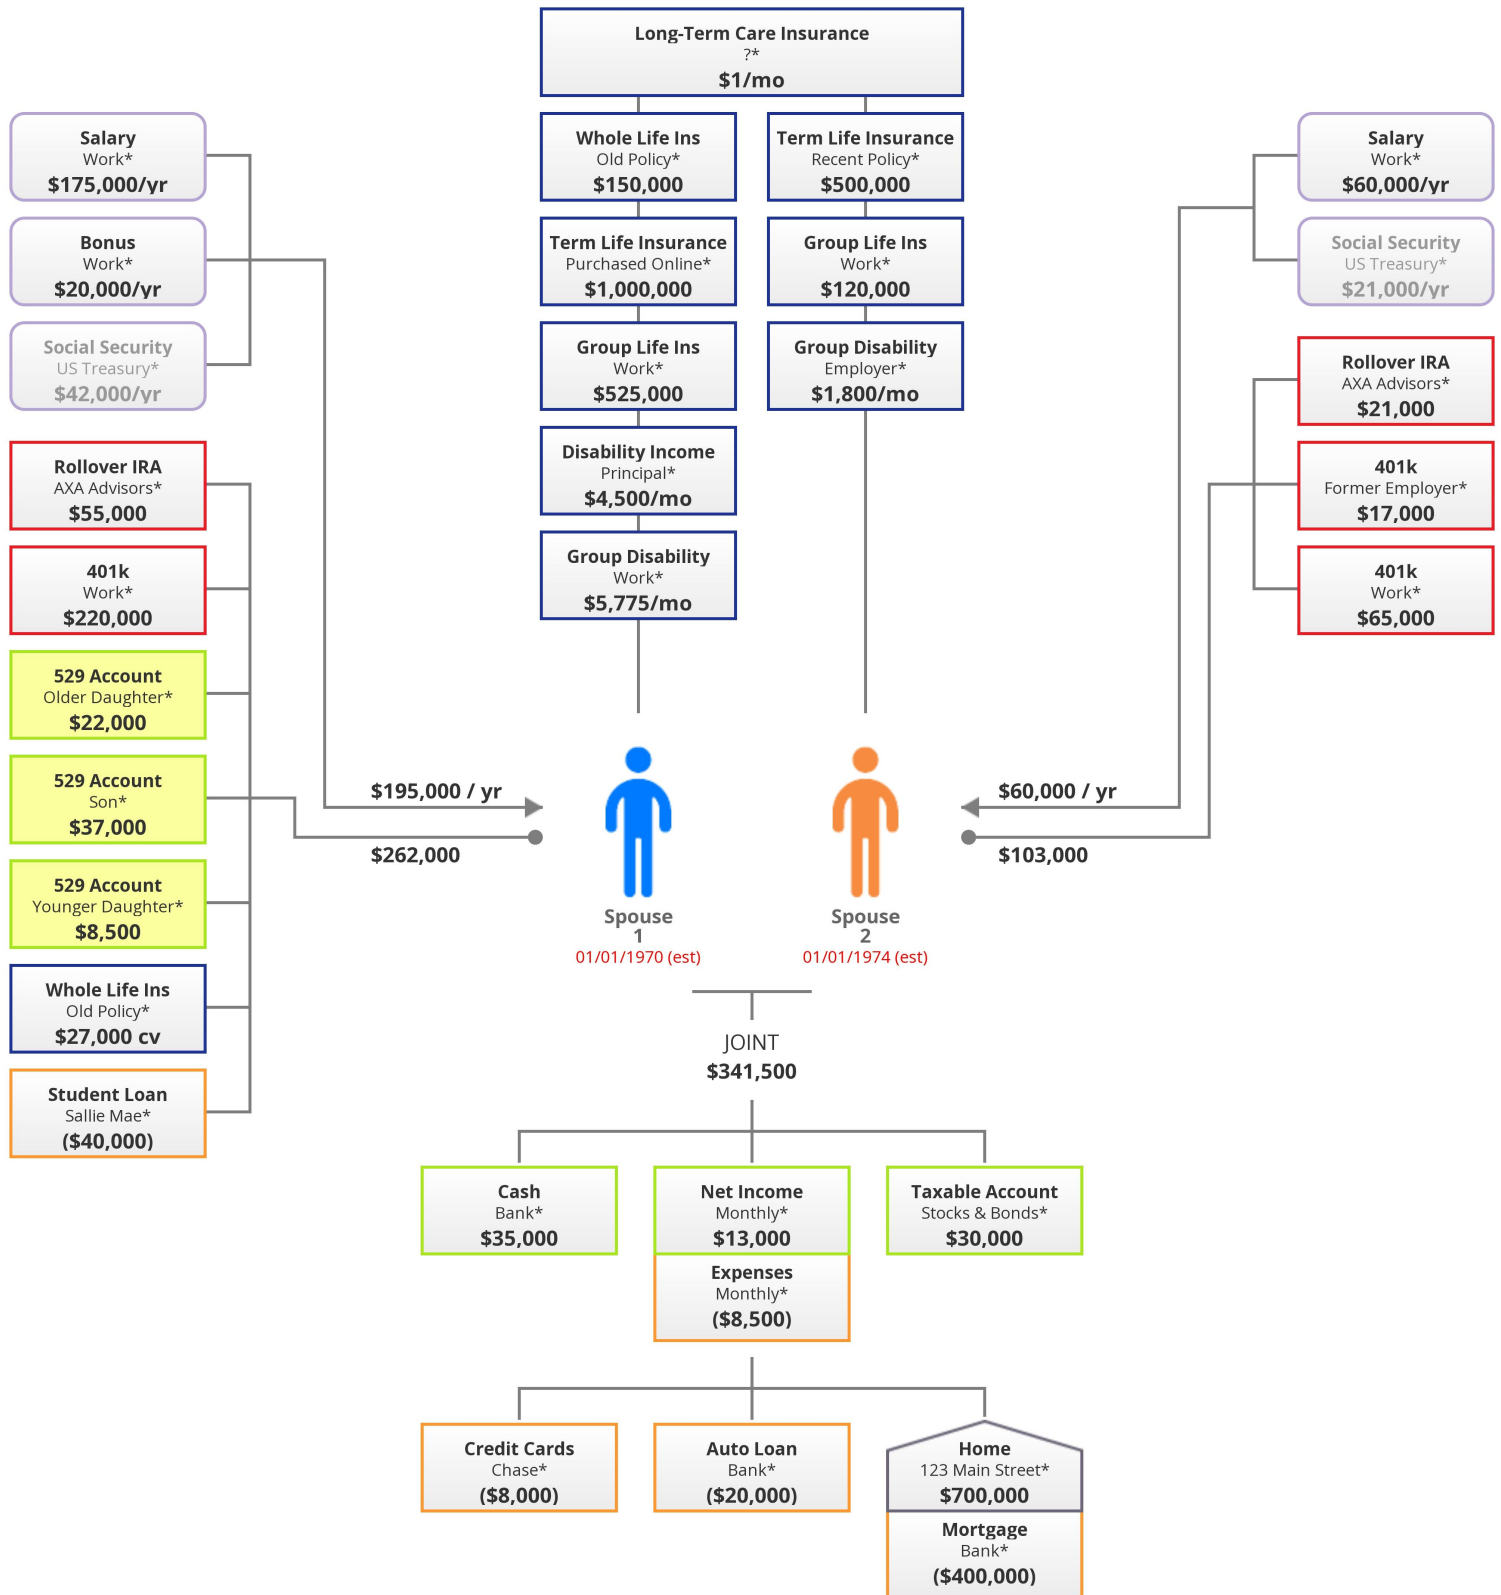 Long-Term Care Insurance
?*
$1/mo
Salary
Work*
$175,000/yr
Bonus
Work*
$20,000/yr
Social Security
US Treasury*
$42,000/yr
Rollover IRA
AXA Advisors*
$55,000
401k
Work*
$220,000
529 Account
Older Daughter*
$22,000
529 Account
Son*
$37,000
529 Account
Younger Daughter*
$8,500
Whole Life Ins
Old Policy*
$27,000 cv
Student Loan
Sallie Mae*
($40,000)
Whole Life Ins
Old Policy*
$150,000
Term Life Insurance
Purchased Online*
$1,000,000
Group Life Ins
Work*
$525,000
Disability Income
Principal*
$4,500/mo
Group Disability
Work*
$5,775/mo
Term Life Insurance
Recent Policy*
$500,000
Group Life Ins
Work*
$120,000
Group Disability
Employer*
$1,800/mo
Salary
Work*
$60,000/yr
Social Security
US Treasury*
$21,000/yr
Rollover IRA
AXA Advisors*
$21,000
401k
Former Employer*
$17,000
401k
Work*
$65,000
$195,000 / yr
$262,000
$60,000 / yr
$103,000
Spouse
1
01/01/1970 (est)
Spouse
2
01/01/1974 (est)
JOINT
$341,500
Cash
Bank*
$35,000
Net Income
Monthly*
$13,000
Expenses
Monthly*
($8,500)
Taxable Account
Stocks & Bonds*
$30,000
Credit Cards
Chase*
($8,000)
Auto Loan
Bank*
($20,000)
Home
123 Main Street*
$700,000
Mortgage
Bank*
($400,000)